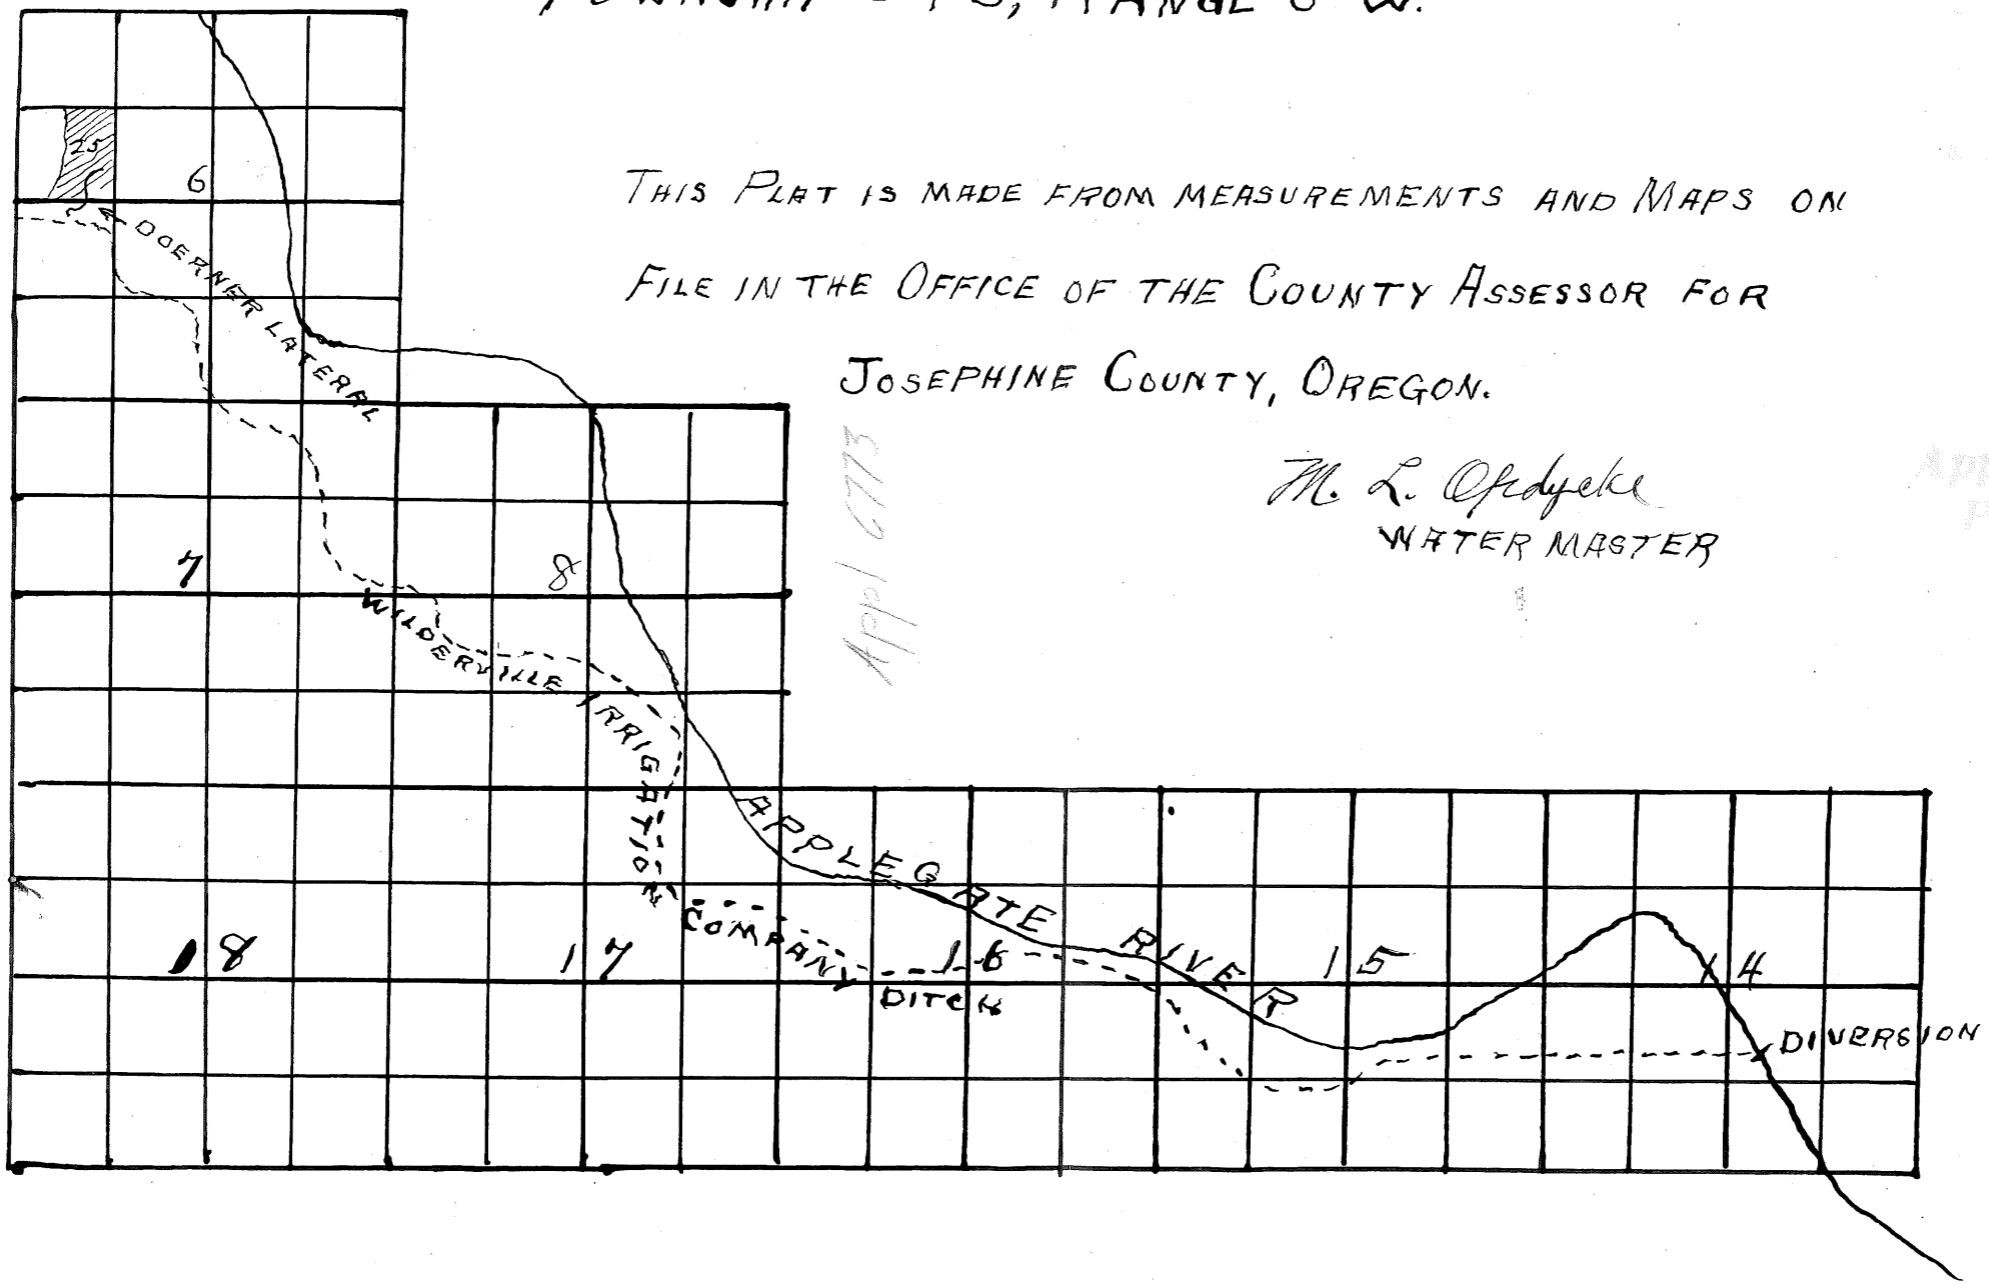 RANGE 6 W.
THIS PLAT IS MADE FROM MEASUREMENTS AND MAPS ON
FILE IN THE OFFICE OF THE COUNTY ASSESSOR FOR
JOSEPHINE COUNTY, OREGON.
M. L. Opdycke
WATER MASTER
Appl 6773
25
6
DOERNER LATERAL
7
8
WILDERVILLE IRRIGATION COMPANY DITCH
APPLEGATE RIVER
18
17
16
15
14
DIVERSION